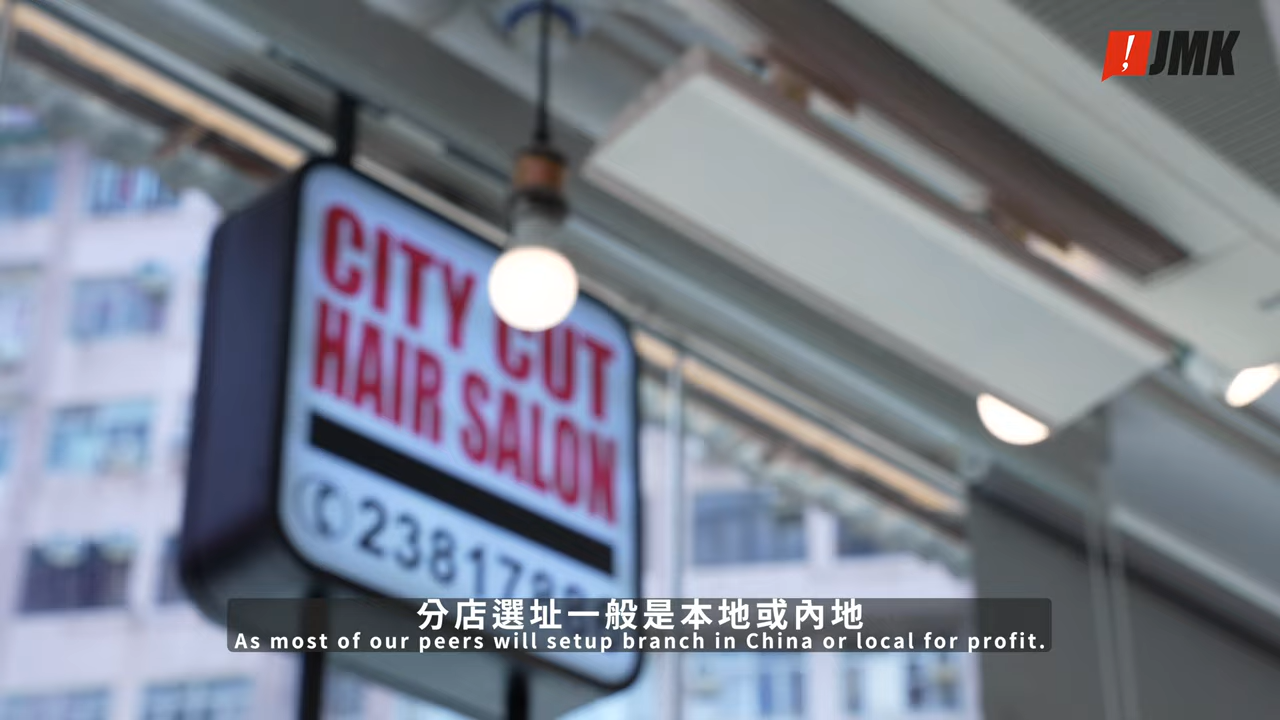 JMK
CITY CUT
HAIR SALON
分店選址一般是本地或內地
As most of our peers will setup branch in China or local for profit.